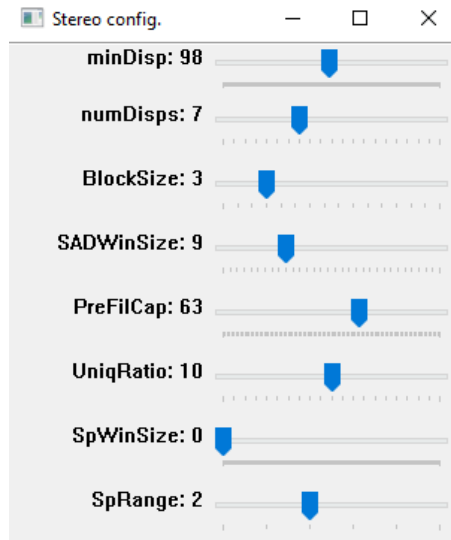 Stereo config.
minDisp: 98
numDisps: 7
BlockSize: 3
SADWinSize: 9
PreFilCap: 63
UniqRatio: 10
SpWinSize: 0
SpRange: 2